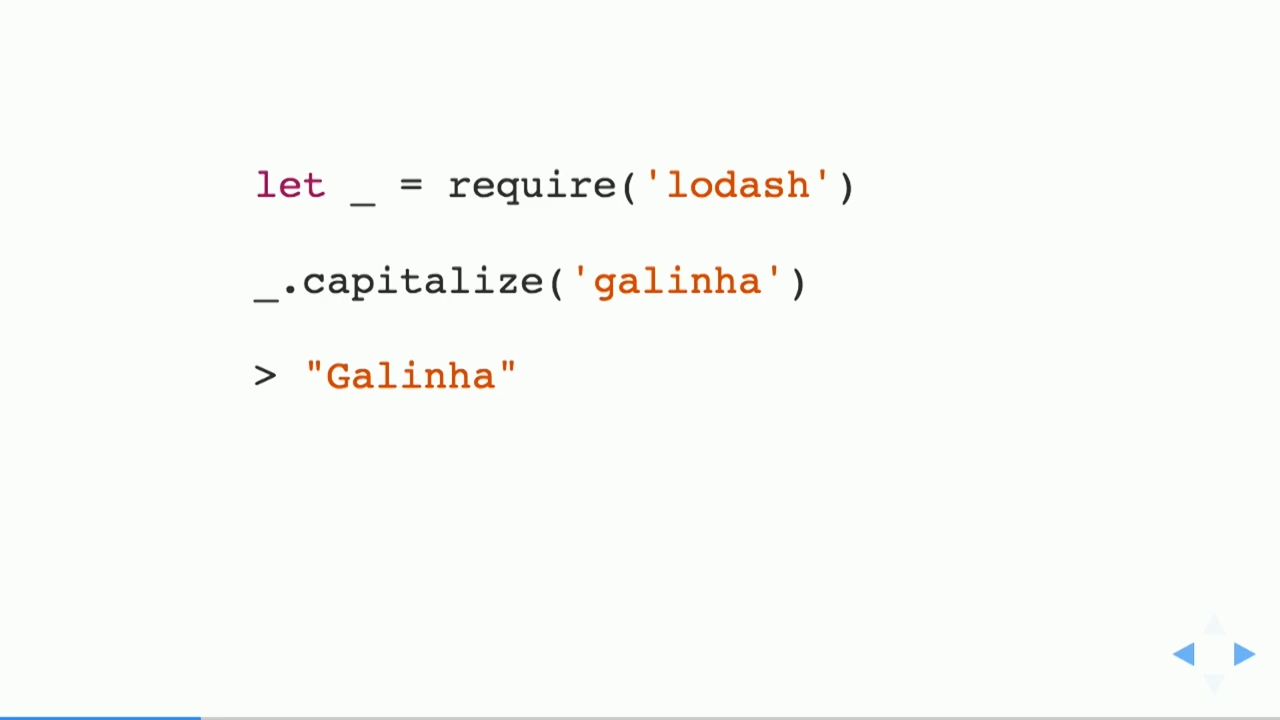 let _ = require('lodash')
_.capitalize('galinha')
> "Galinha"